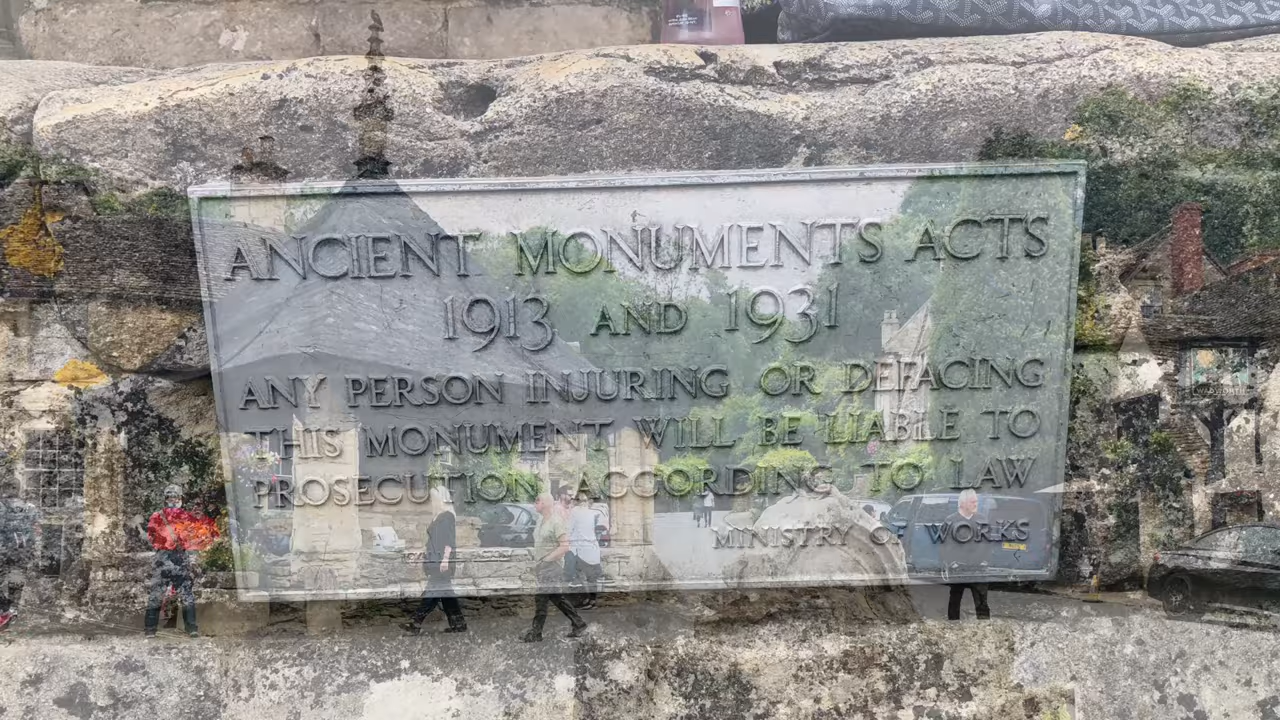 ANCIENT MONUMENTS ACTS
1913 AND 1931
ANY PERSON INJURING OR DEFACING
THIS MONUMENT WILL BE LIABLE TO
PROSECUTION ACCORDING TO LAW
MINISTRY OF WORKS